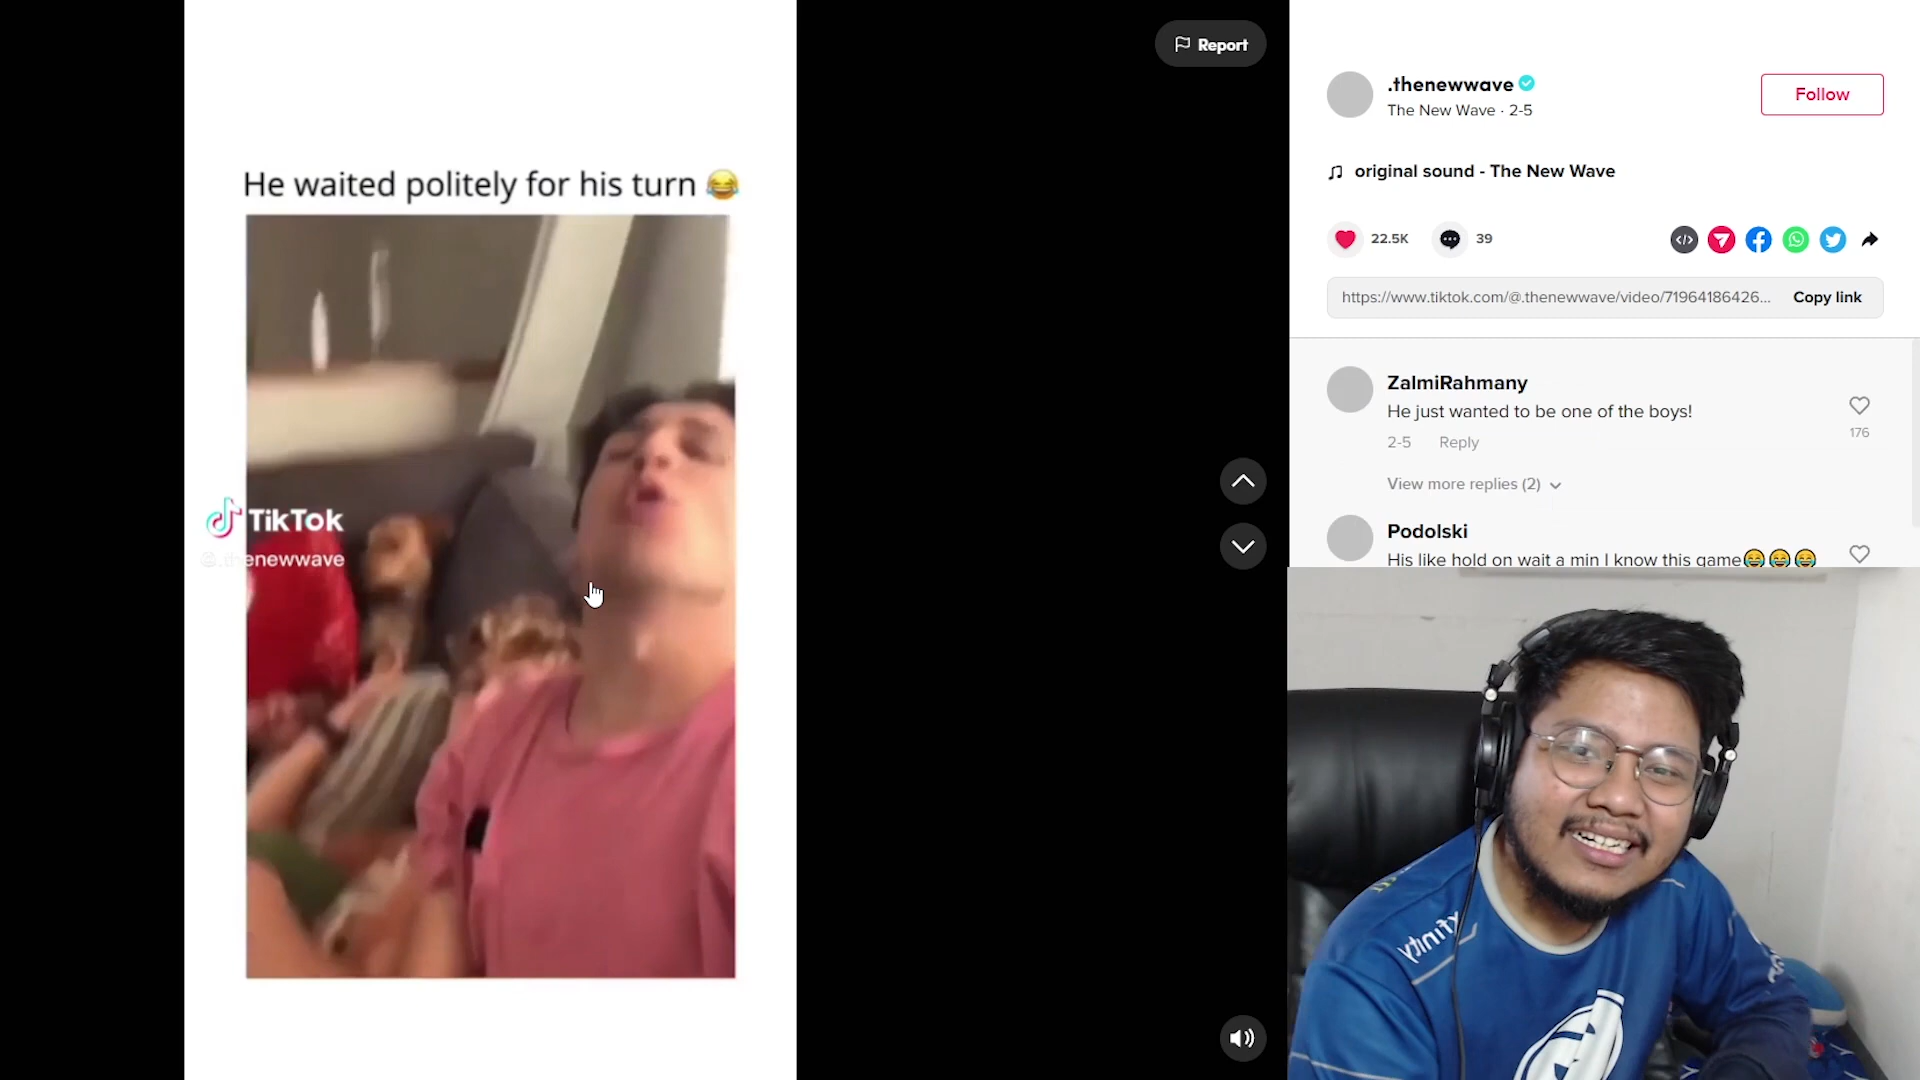 He waited politely for his turn 😂
TikTok
@.thenewwave
Report
.thenewwave
The New Wave · 2-5
Follow
original sound - The New Wave
22.5K
39
https://www.tiktok.com/@.thenewwave/video/71964186426...
Copy link
ZalmiRahmany
He just wanted to be one of the boys!
176
2-5 Reply
View more replies (2)
Podolski
His like hold on wait a min I know this game😂😂😂